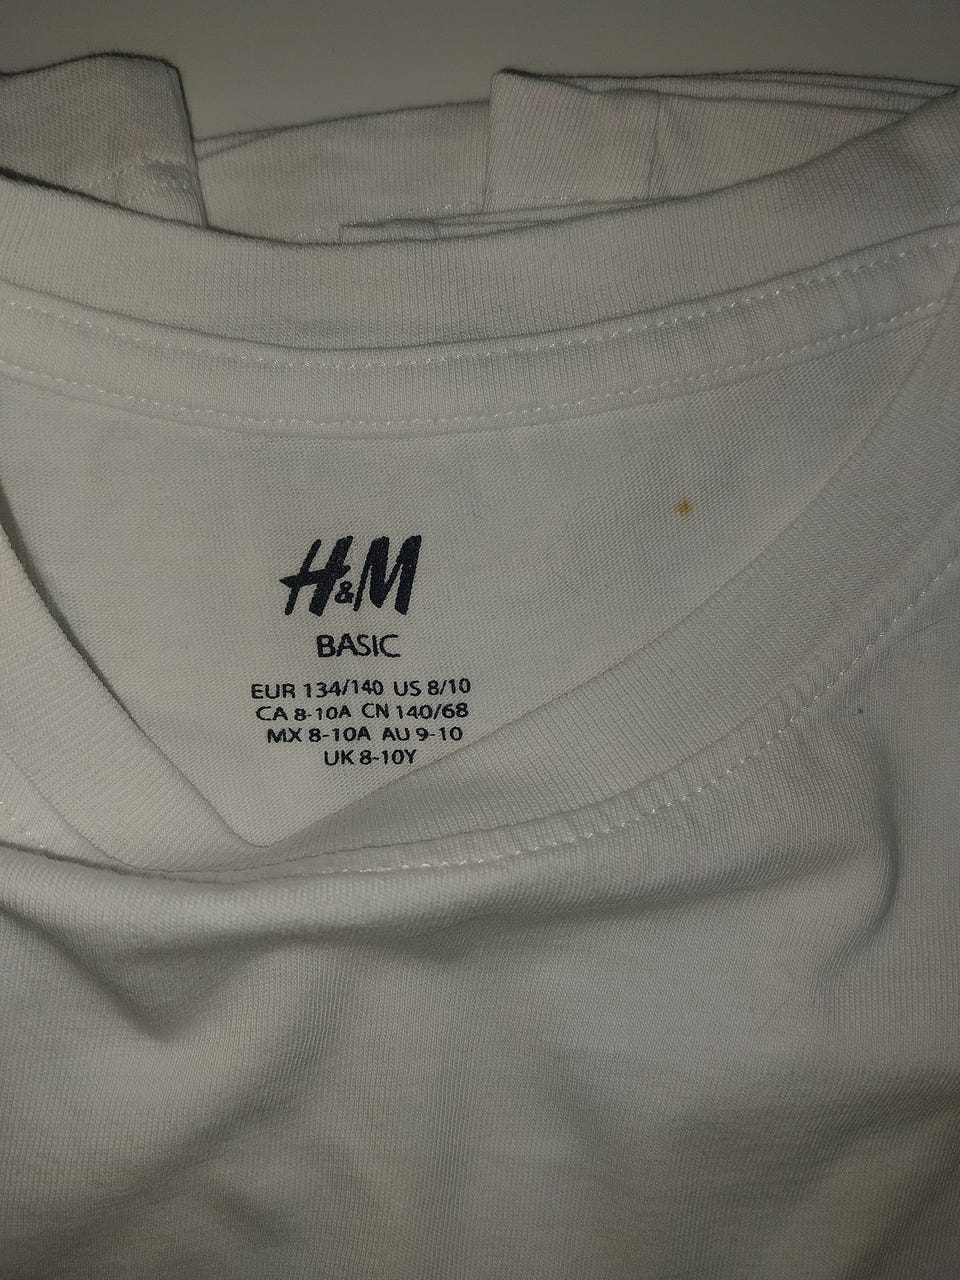 H&M
BASIC
EUR 134/140 US 8/10
CA 8-10A CN 140/68
MX 8-10A AU 9-10
UK 8-10Y